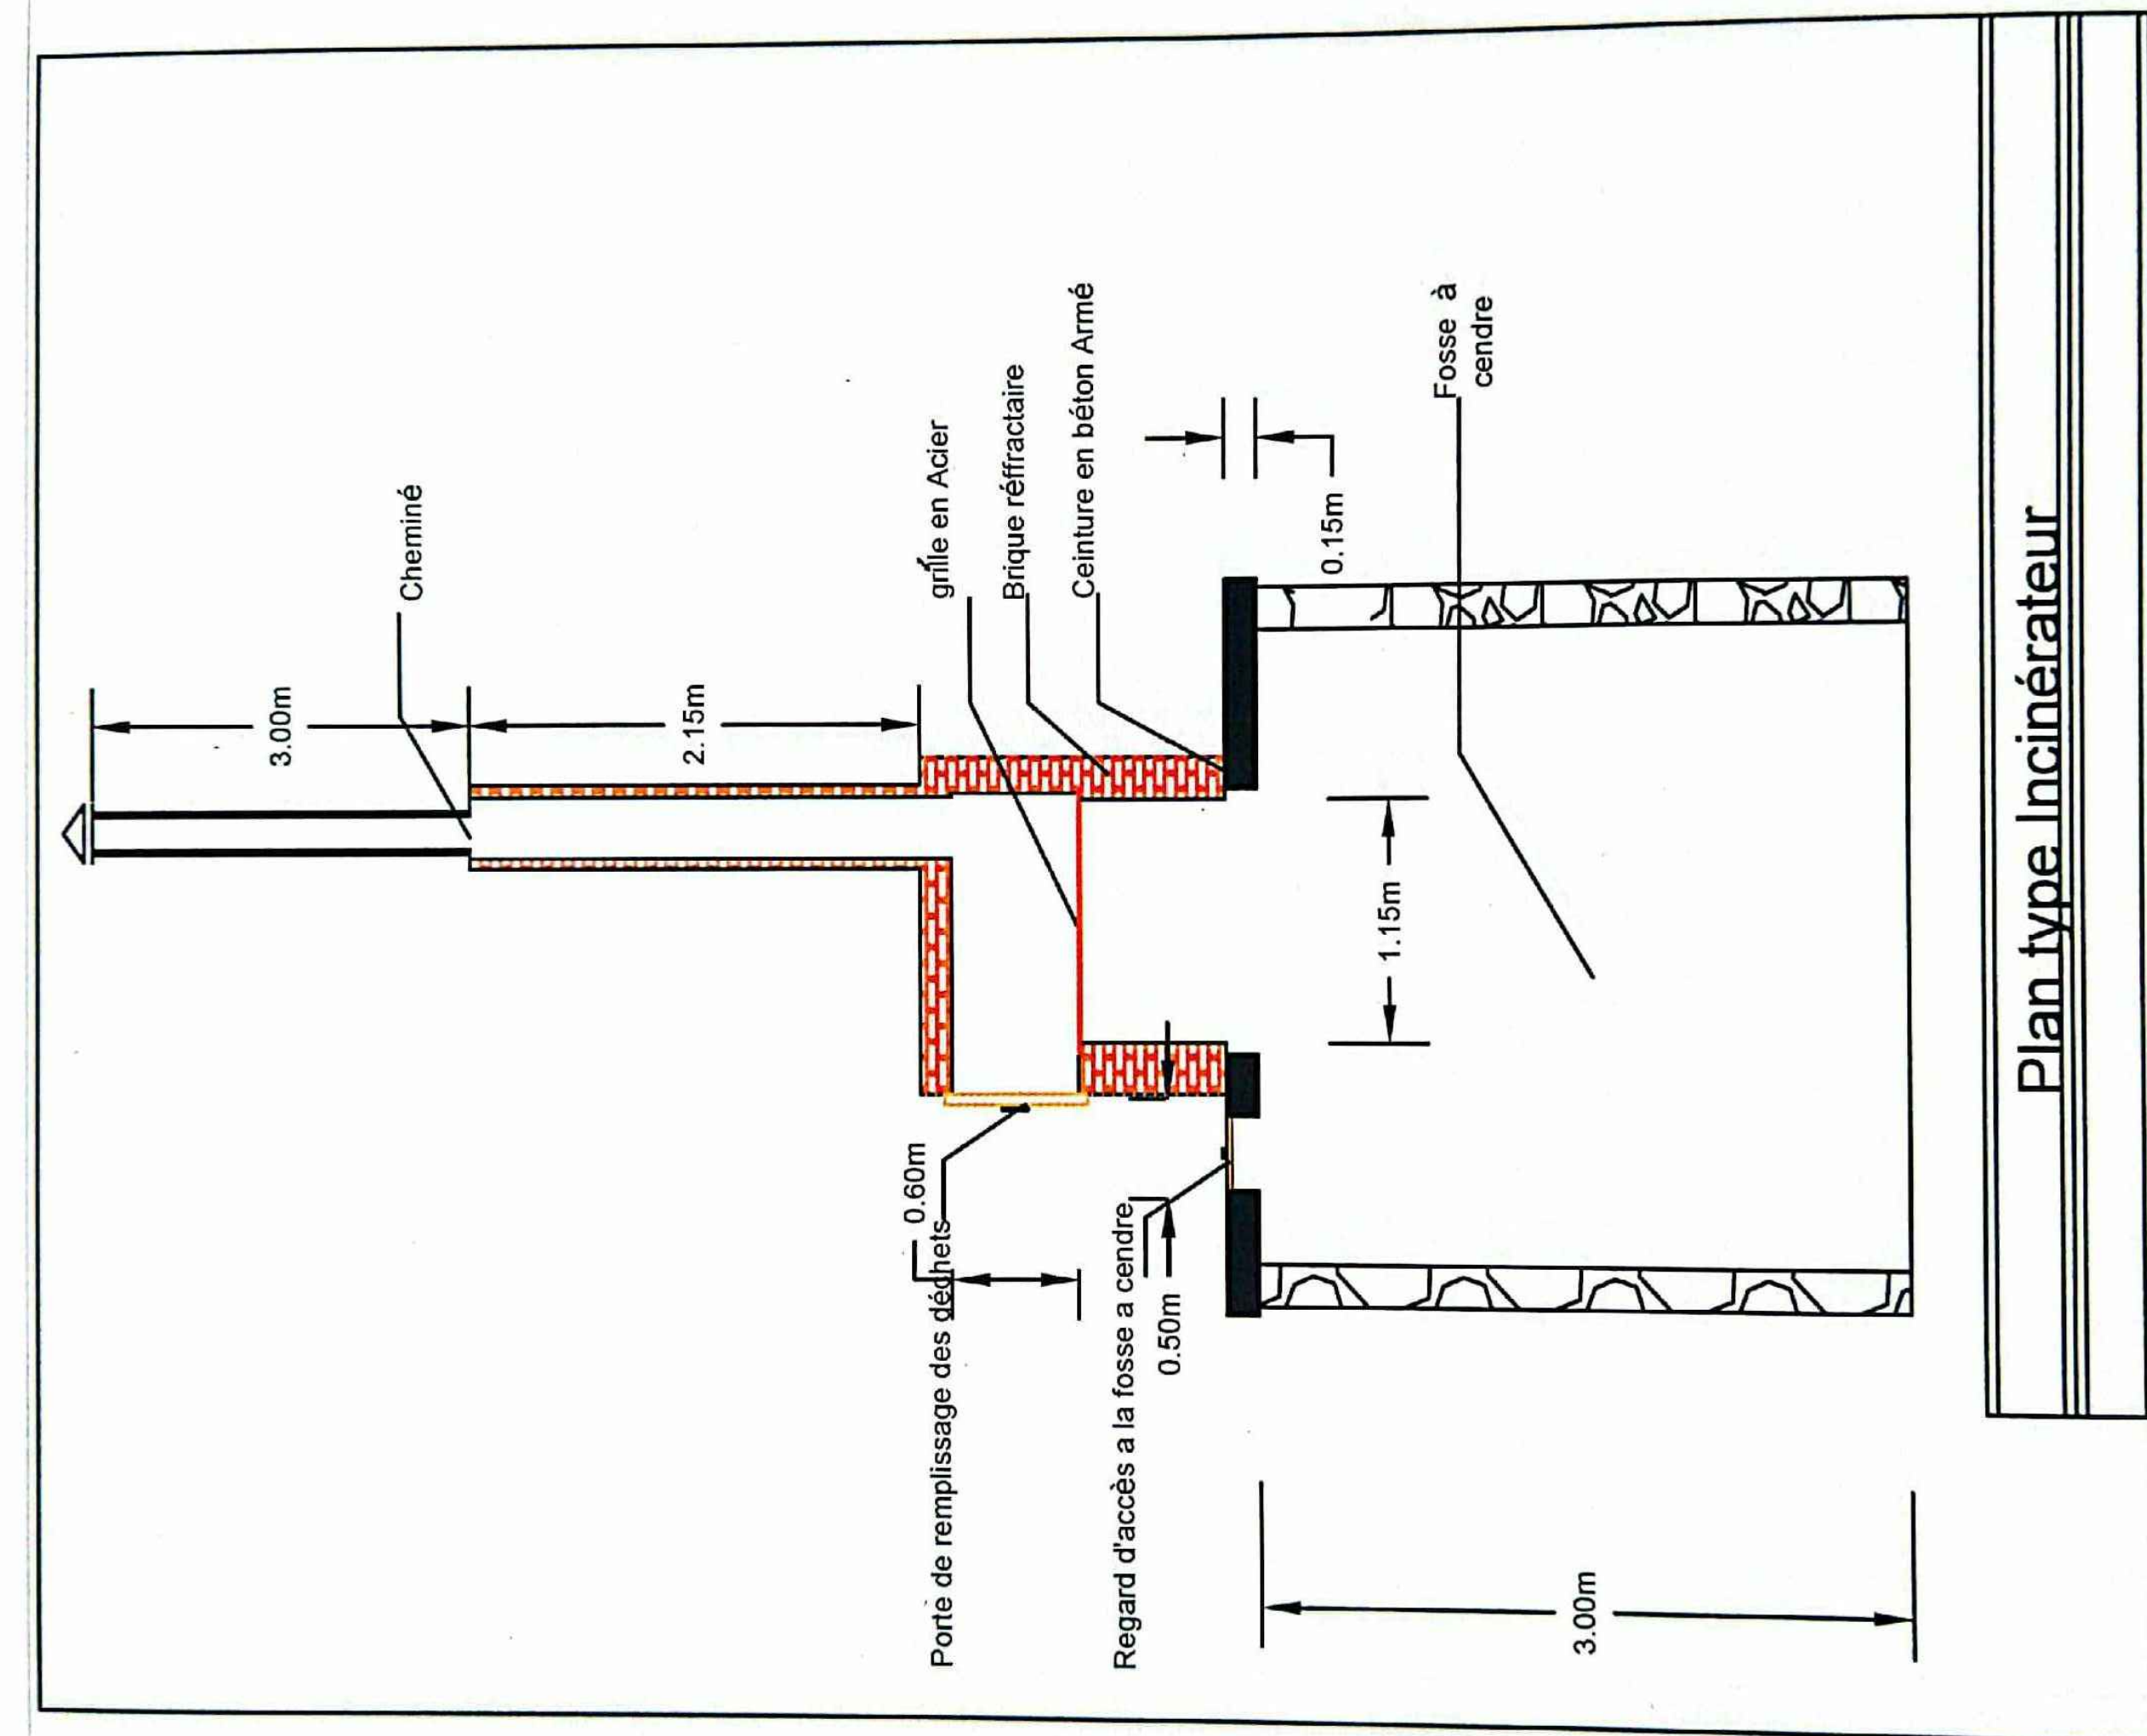 3.00m
Cheminé
2.15m
grille en Acier
Brique réffractaire
Ceinture en béton Armé
0.60m
Porte de remplissage des déchets
Regard d'accès a la fosse a cendre
0.50m
0.15m
1.15m
Fosse à
cendre
3.00m
Plan type Incinérateur